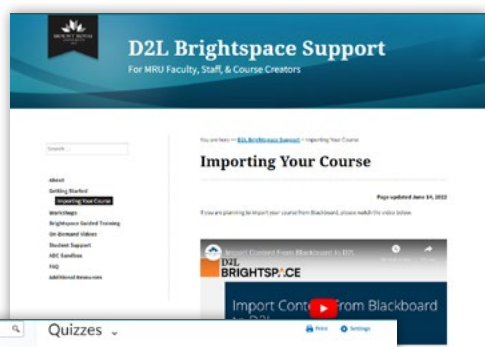 MOUNT ROYAL
D2L Brightspace Support
For MRU Faculty, Staff, & Course Creators
Search ...
You are here — D2L Brightspace Support > Importing Your Course
Importing Your Course
About
Getting Started
Importing Your Course
Workshops
Brightspace Guided Training
On-Demand Videos
Student Support
ABC Sandbox
FAQ
Additional Resources
Page updated June 14, 2022
If you are planning to import your course from Blackboard, please watch the video below.
Import Content From Blackboard to D2L
D2L
BRIGHTSPACE
Import Content From Blackboard
to D2L
Quizzes
Print
Settings